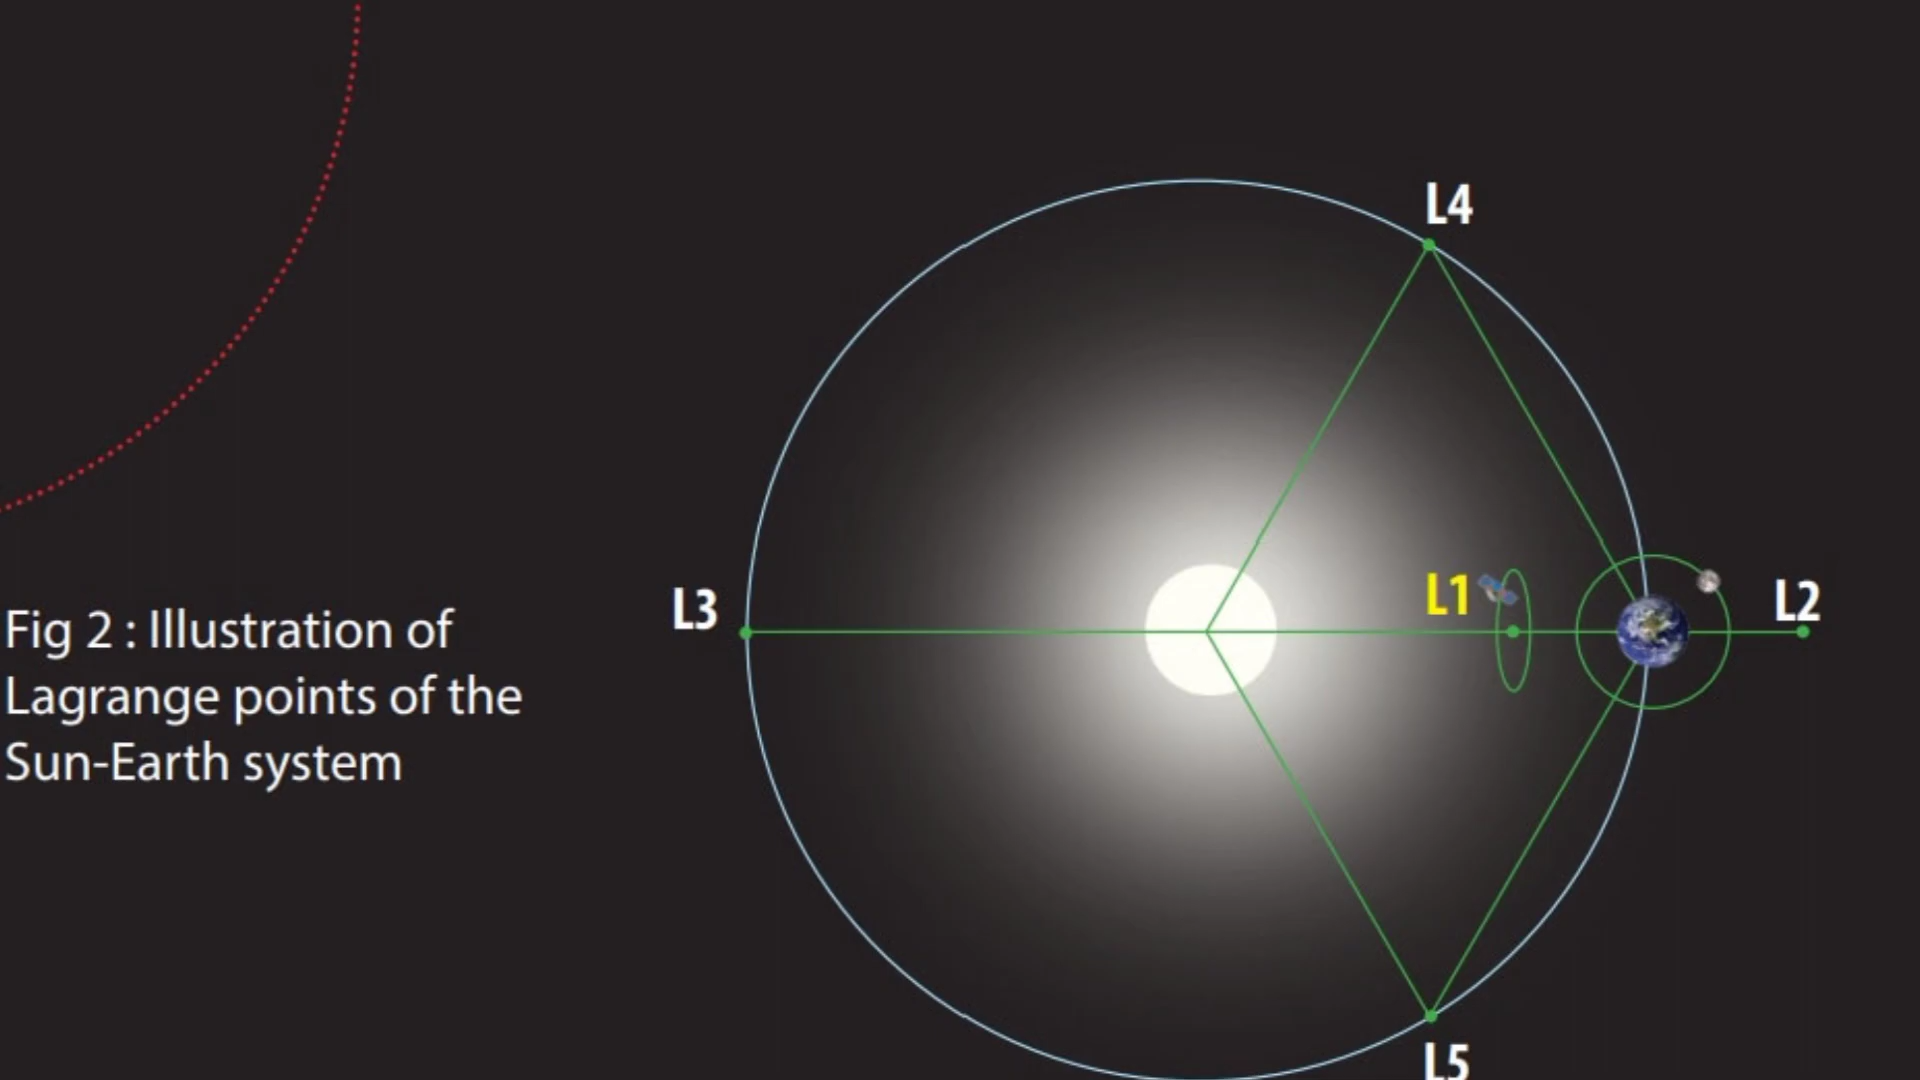 L4
L3
L1
L2
Fig 2 : Illustration of
Lagrange points of the
Sun-Earth system
L5